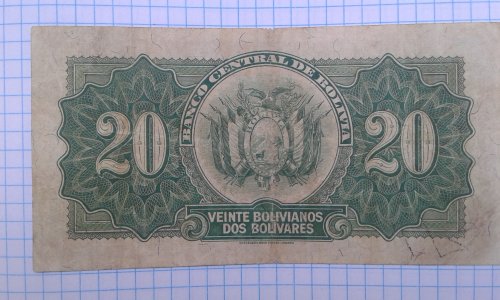 BANCO CENTRAL DE BOLIVIA
20
20
VEINTE BOLIVIANOS
DOS BOLIVARES